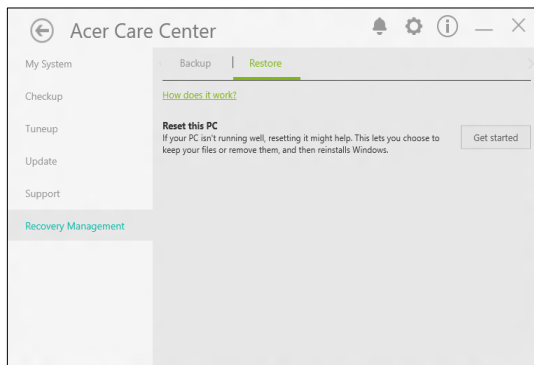 Acer Care Center
My System
Backup
Restore
Checkup
How does it work?
Tuneup
Reset this PC
If your PC isn't running well, resetting it might help. This lets you choose to
keep your files or remove them, and then reinstalls Windows.
Get started
Update
Support
Recovery Management